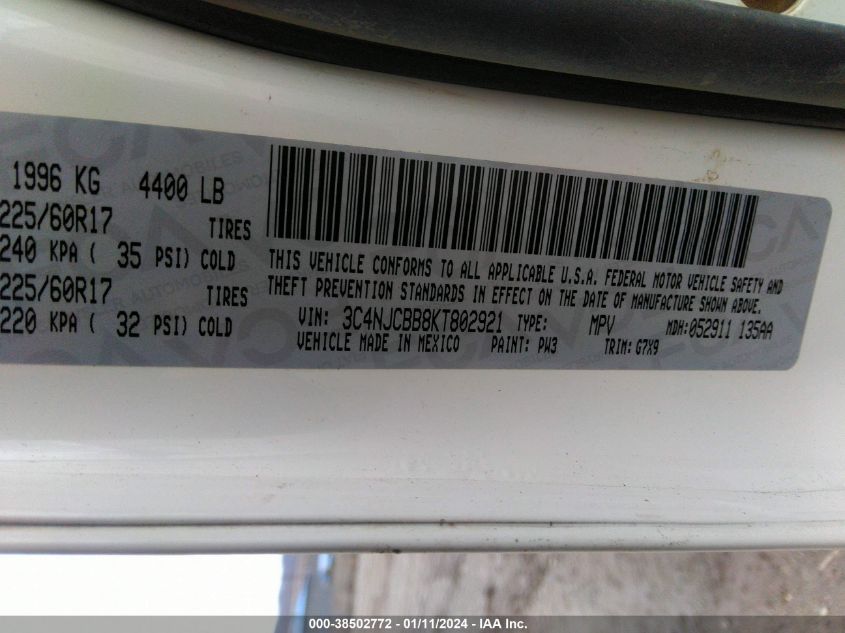 1996 KG 4400 LB
225/60R17 TIRES
240 KPA ( 35 PSI) COLD
225/60R17 TIRES
220 KPA ( 32 PSI) COLD
THIS VEHICLE CONFORMS TO ALL APPLICABLE U.S.A. FEDERAL MOTOR VEHICLE SAFETY AND
THEFT PREVENTION STANDARDS IN EFFECT ON THE DATE OF MANUFACTURE SHOWN ABOVE.
VIN: 3C4NJCBB8KT802921 TYPE: MPV MDH:052911 135AA
VEHICLE MADE IN MEXICO PAINT: PW3 TRIM: G7X9
000-38502772 - 01/11/2024 - IAA Inc.